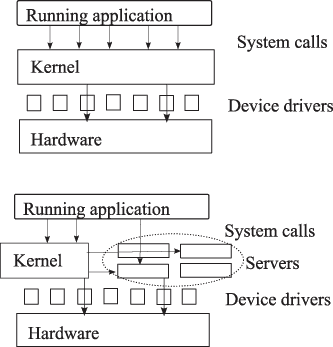 Running application
System calls
Kernel
Device drivers
Hardware
Running application
System calls
Kernel
Servers
Device drivers
Hardware